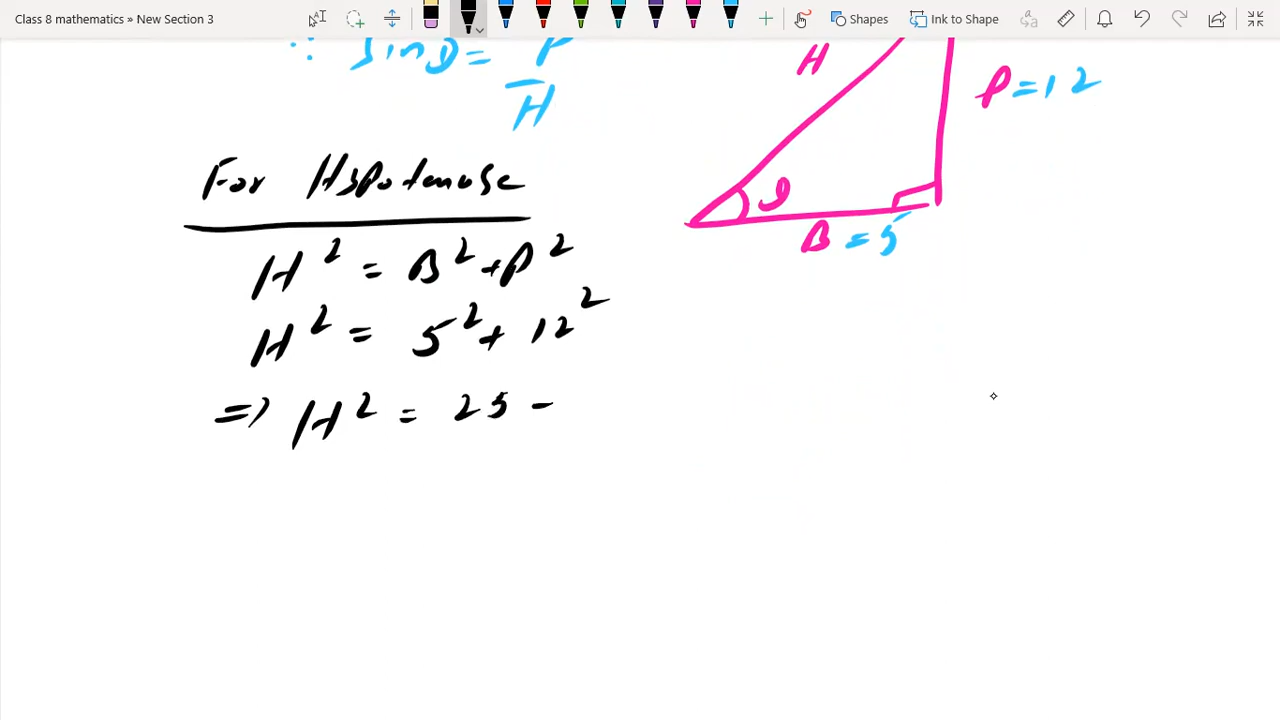 Class 8 mathematics » New Section 3
Shapes
Ink to Shape
∵ sinθ = P
H
H
P = 12
θ
B = 5
For Hypotenuse
H² = B² + P²
H² = 5² + 12²
⇒ H² = 25 -